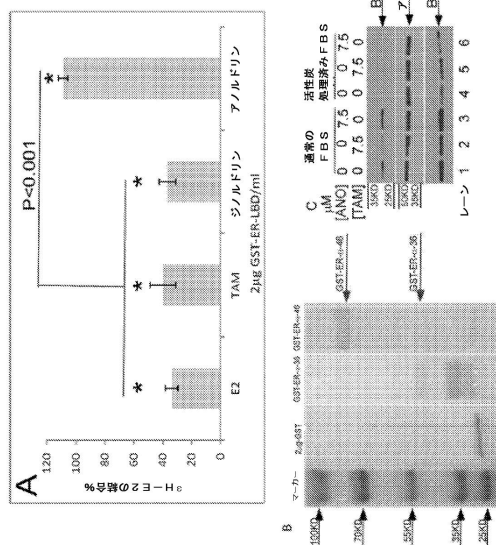 A
P<0.001
120
100
80
60
40
20
0
³H－E２の結合%
*
*
*
*
E2
TAM
ジノルドリン
アノルドリン
2μg GST-ER-LBD/ml
B
マーカー
2μg-GST
GST-ER-α-36
GST-ER-α-46
100KD
70KD
55KD
35KD
25KD
GST-ER-α-46
GST-ER-α-36
C
通常の
ＦＢＳ
活性炭
処理済みＦＢＳ
μM
[ANO] 0 0 7.5 0 0 7.5
[TAM] 0 7.5 0 0 7.5 0
35KD
25KD
50KD
35KD
レーン 1 2 3 4 5 6
B
ア
B